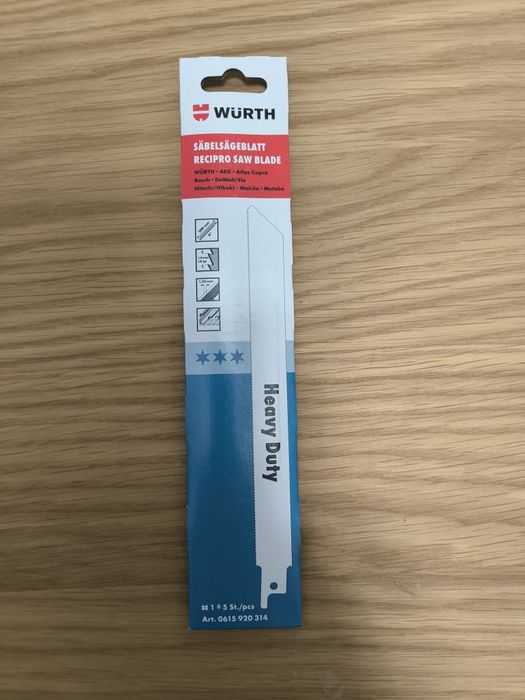 WÜRTH
SÄBELSÄGEBLATT
RECIPRO SAW BLADE
WÜRTH • AEG • Atlas Copco
Bosch • DeWalt/Elu
Hitachi/Hikoki • Makita • Metabo
Heavy Duty
1 ≙ 5 St./pcs
Art. 0615 920 314